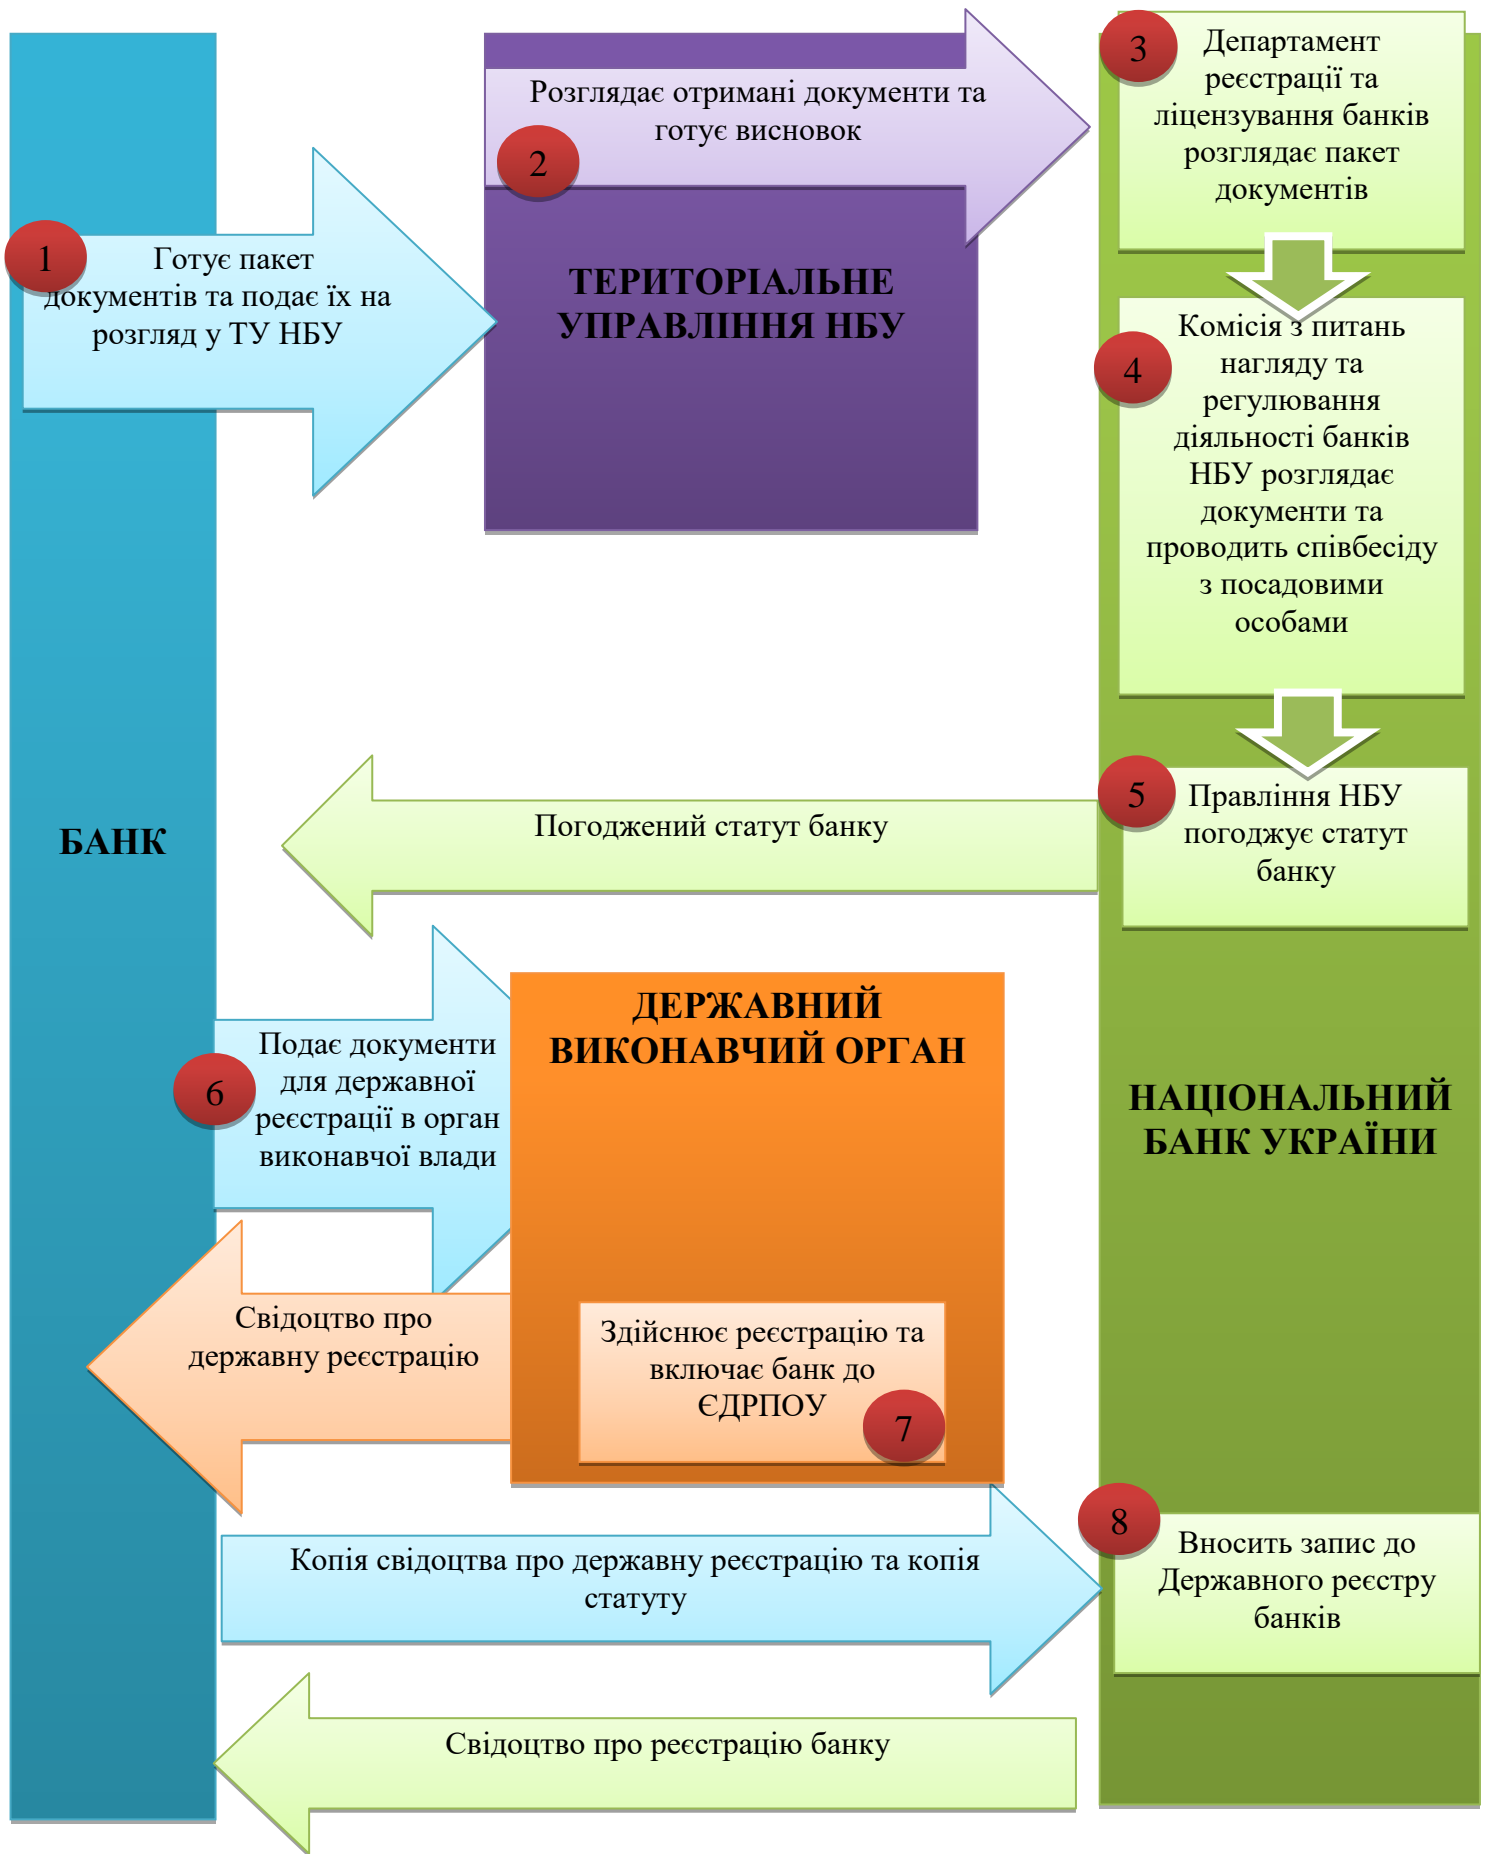 1
Готує пакет
документів та подає їх на
розгляд у ТУ НБУ
Розглядає отримані документи та
готує висновок
2
ТЕРИТОРІАЛЬНЕ
УПРАВЛІННЯ НБУ
3
Департамент
реєстрації та
ліцензування банків
розглядає пакет
документів
4
Комісія з питань
нагляду та
регулювання
діяльності банків
НБУ розглядає
документи та
проводить співбесіду
з посадовими
особами
5
Правління НБУ
погоджує статут
банку
Погоджений статут банку
БАНК
6
Подає документи
для державної
реєстрації в орган
виконавчої влади
ДЕРЖАВНИЙ
ВИКОНАВЧИЙ ОРГАН
НАЦІОНАЛЬНИЙ
БАНК УКРАЇНИ
Свідоцтво про
державну реєстрацію
Здійснює реєстрацію та
включає банк до
ЄДРПОУ
7
8
Вносить запис до
Державного реєстру
банків
Копія свідоцтва про державну реєстрацію та копія
статуту
Свідоцтво про реєстрацію банку